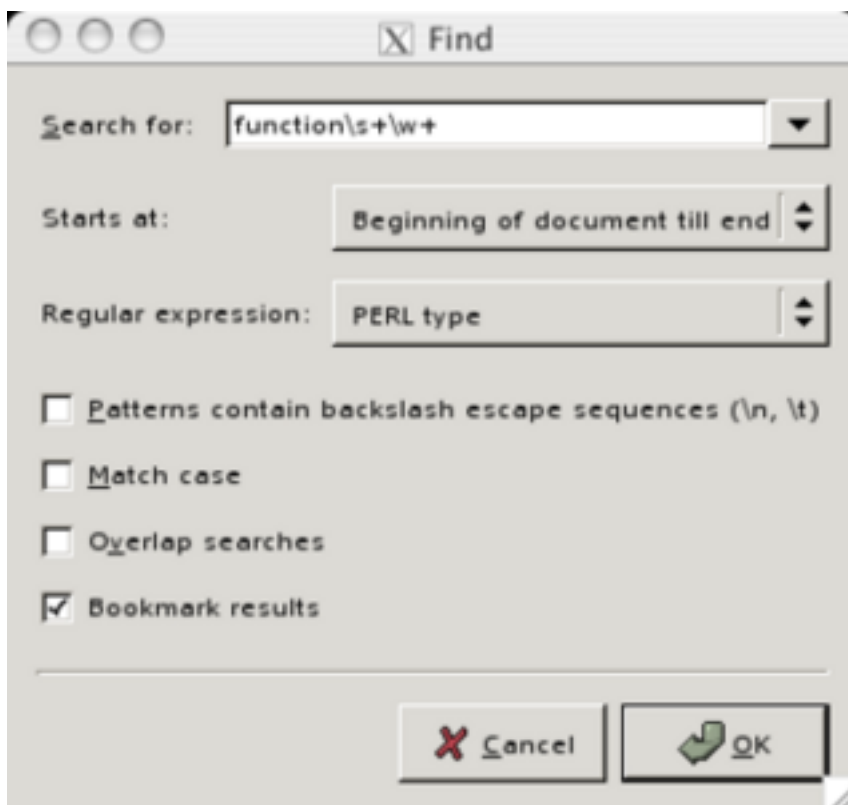 Find
Search for: function\s+\w+
Starts at: Beginning of document till end
Regular expression: PERL type
Patterns contain backslash escape sequences (\n, \t)
Match case
Overlap searches
Bookmark results
Cancel OK